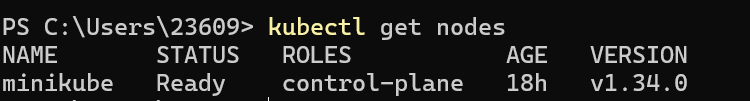 PS C:\Users\23609> kubectl get nodes
NAME       STATUS   ROLES           AGE   VERSION
minikube   Ready    control-plane   18h   v1.34.0